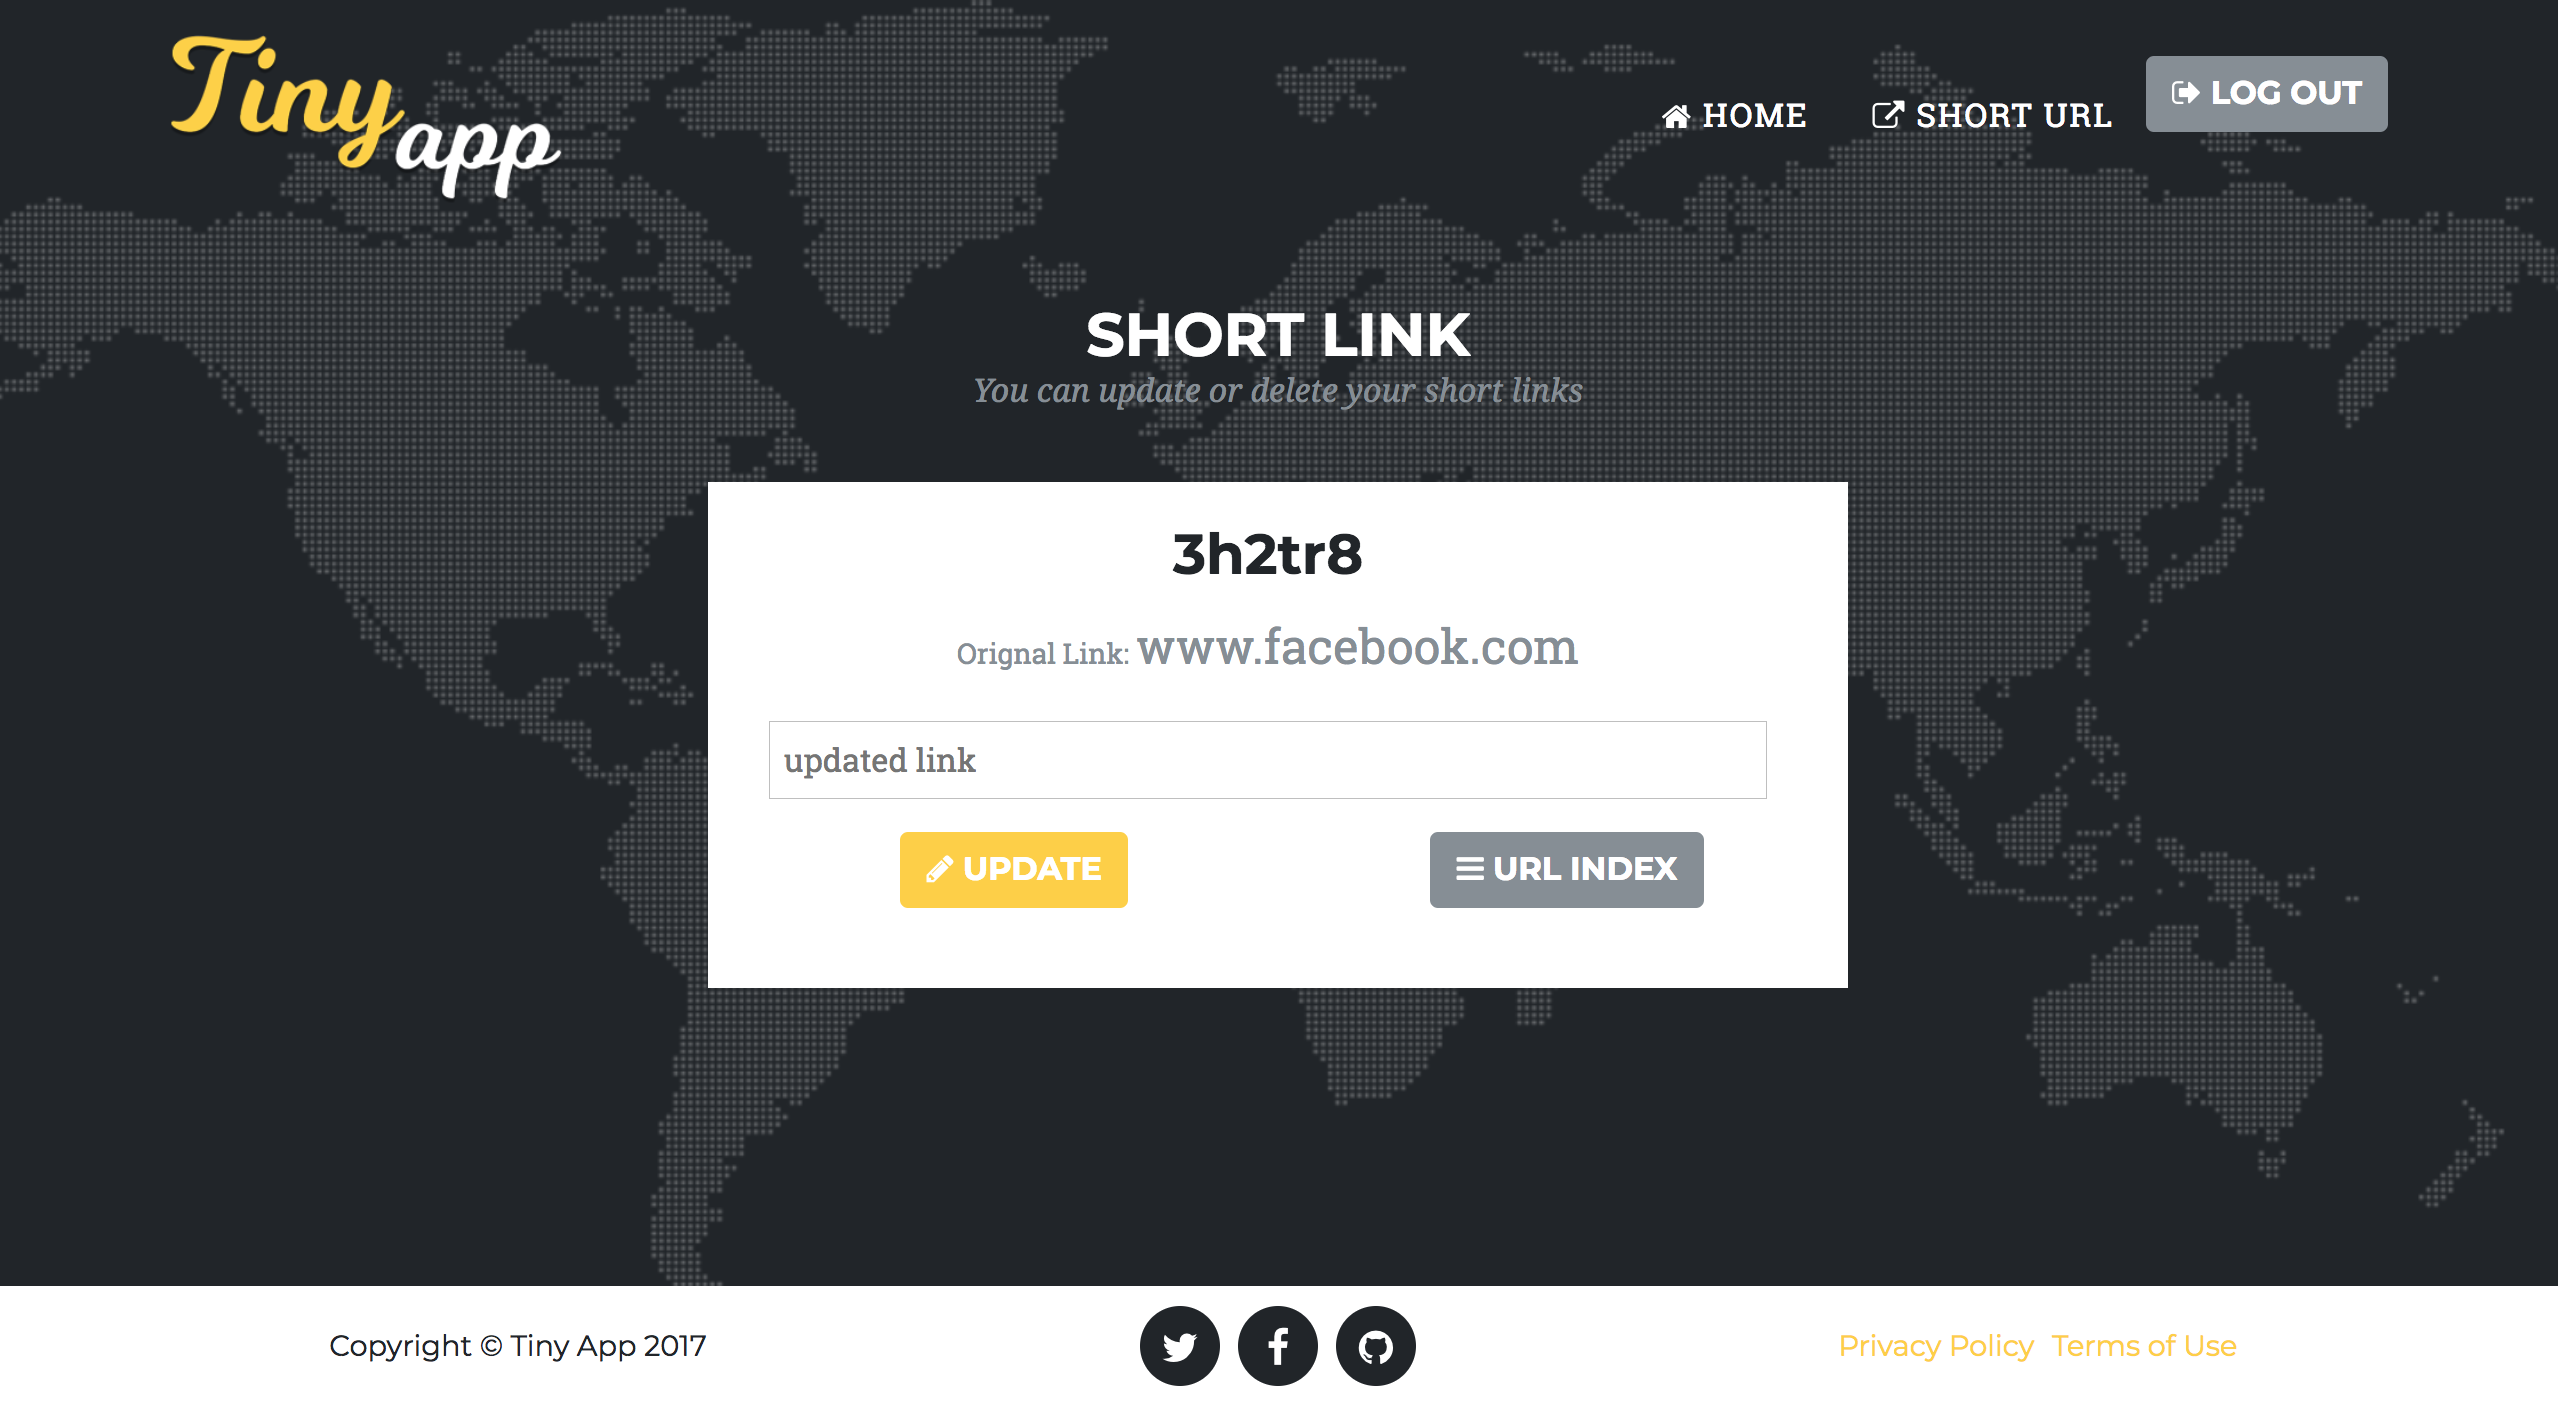 Tiny app
HOME SHORT URL LOG OUT
SHORT LINK
You can update or delete your short links
3h2tr8
Orignal Link: www.facebook.com
updated link
UPDATE URL INDEX
Copyright © Tiny App 2017 Privacy Policy Terms of Use